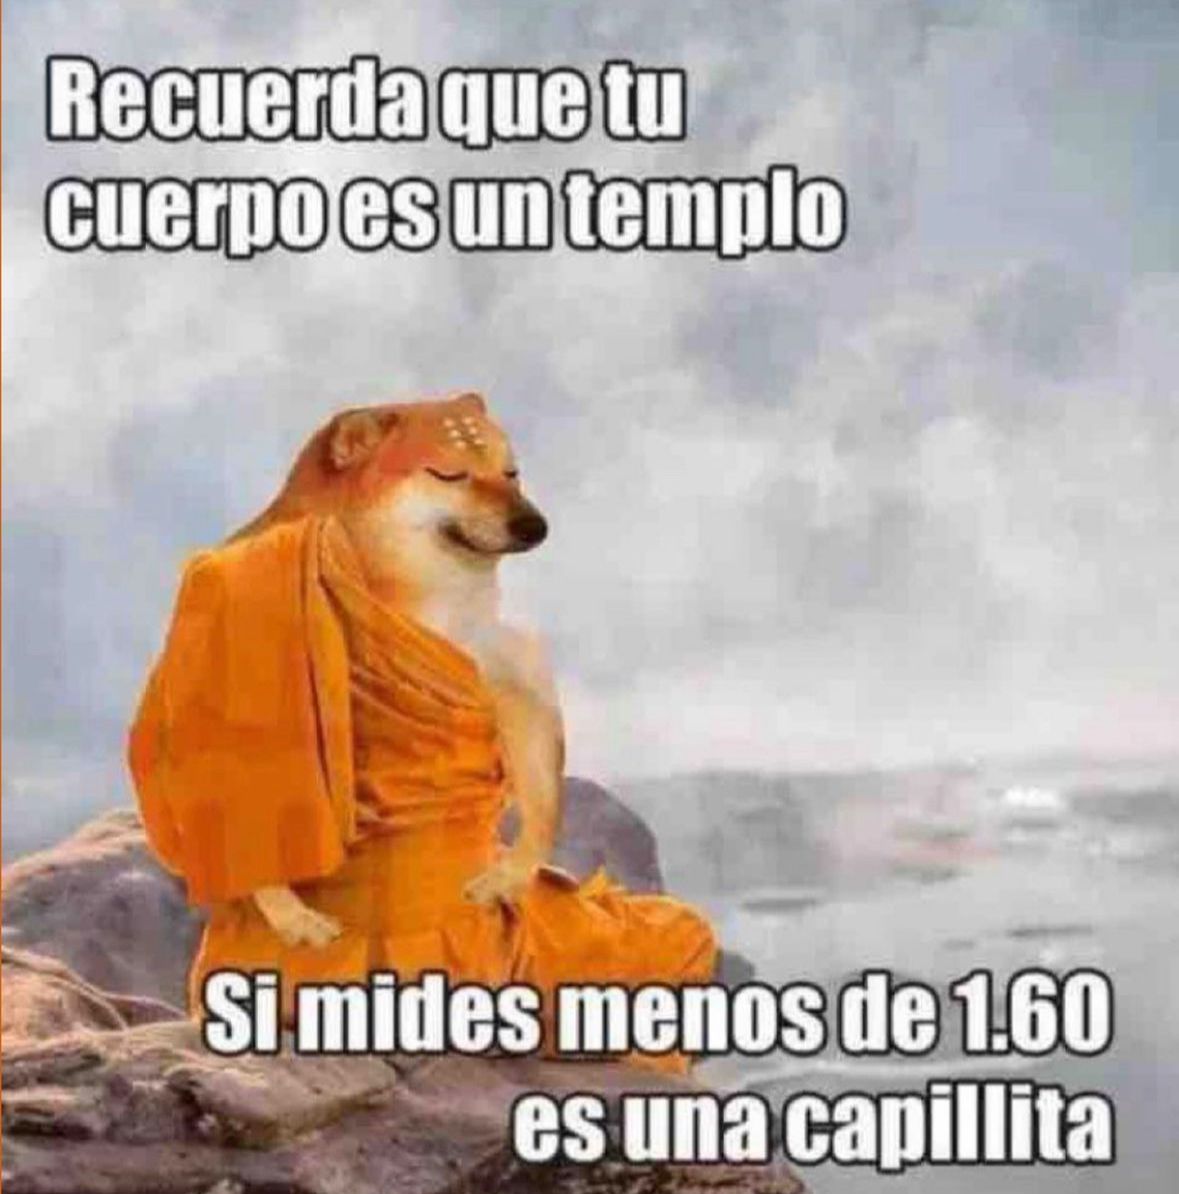 Recuerda que tu
cuerpo es un templo
Si mides menos de 1.60
es una capillita